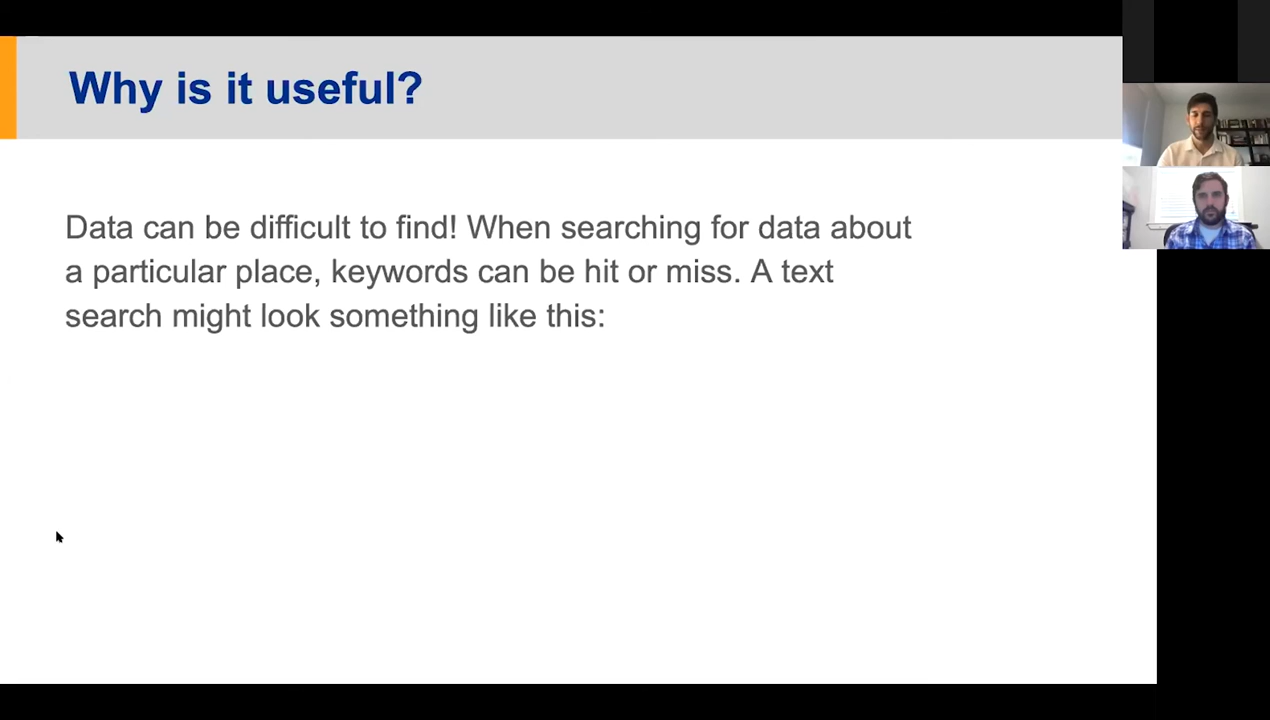 Why is it useful?
Data can be difficult to find! When searching for data about
a particular place, keywords can be hit or miss. A text
search might look something like this: